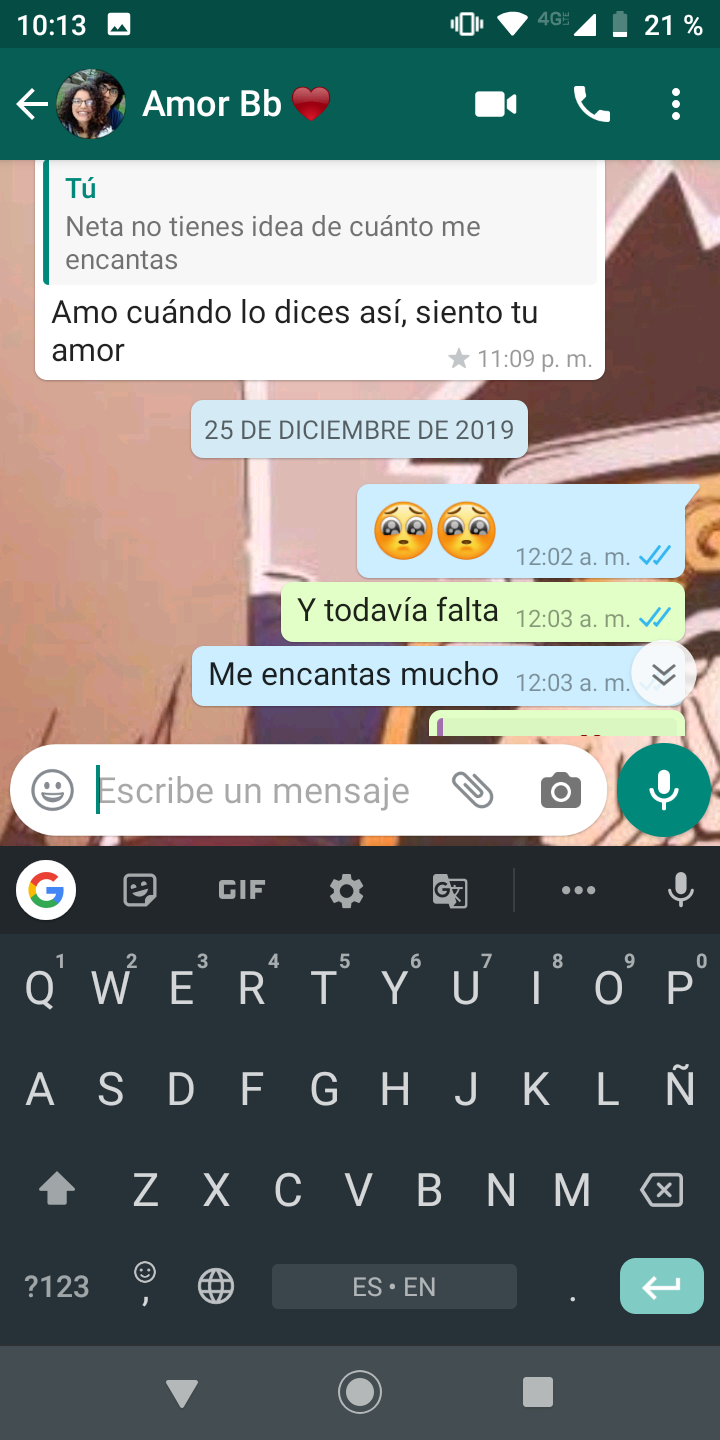 10:13 4G LTE 21 %
Amor Bb ❤️
Tú
Neta no tienes idea de cuánto me
encantas
Amo cuándo lo dices así, siento tu
amor
★ 11:09 p. m.
25 DE DICIEMBRE DE 2019
🥺🥺 12:02 a. m.
Y todavía falta 12:03 a. m.
Me encantas mucho 12:03 a. m.
Escribe un mensaje
G GIF G
1 2 3 4 5 6 7 8 9 0
Q W E R T Y U I O P
A S D F G H J K L Ñ
Z X C V B N M
?123 , ES • EN .